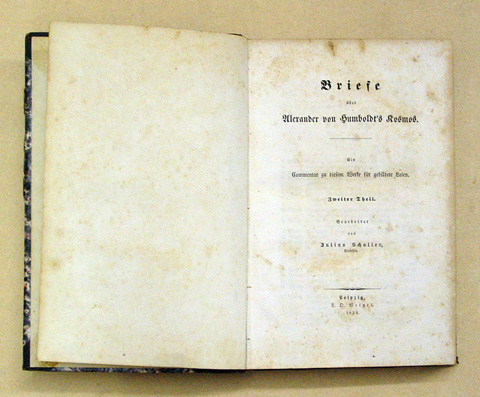 Briefe
über
Alexander von Humboldt's Kosmos.
Ein
Commentar zu diesem Werke für gebildete Laien.
Zweiter Theil.
Bearbeitet
von
Julius Schaller,
Leipzig,
T. O. Weigel.